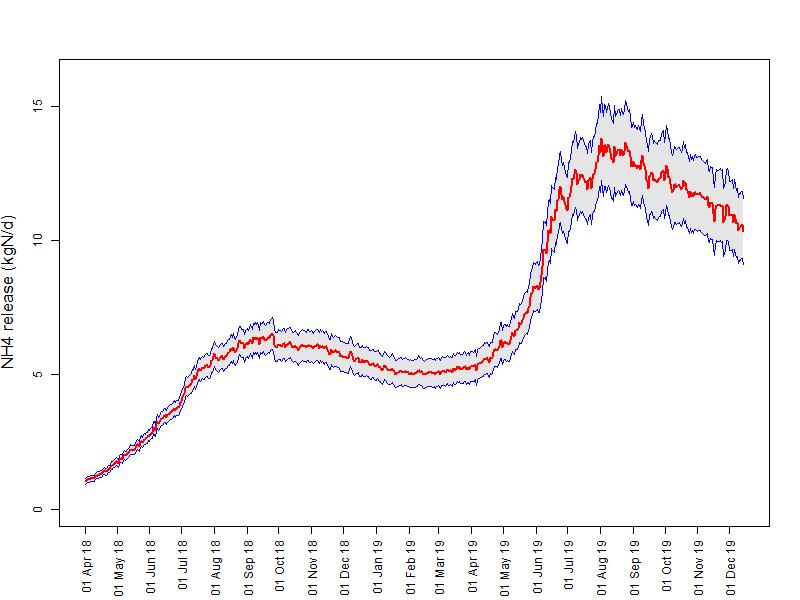 NH4 release (kgN/d)
15
10
5
0
01 Apr 18
01 May 18
01 Jun 18
01 Jul 18
01 Aug 18
01 Sep 18
01 Oct 18
01 Nov 18
01 Dec 18
01 Jan 19
01 Feb 19
01 Mar 19
01 Apr 19
01 May 19
01 Jun 19
01 Jul 19
01 Aug 19
01 Sep 19
01 Oct 19
01 Nov 19
01 Dec 19